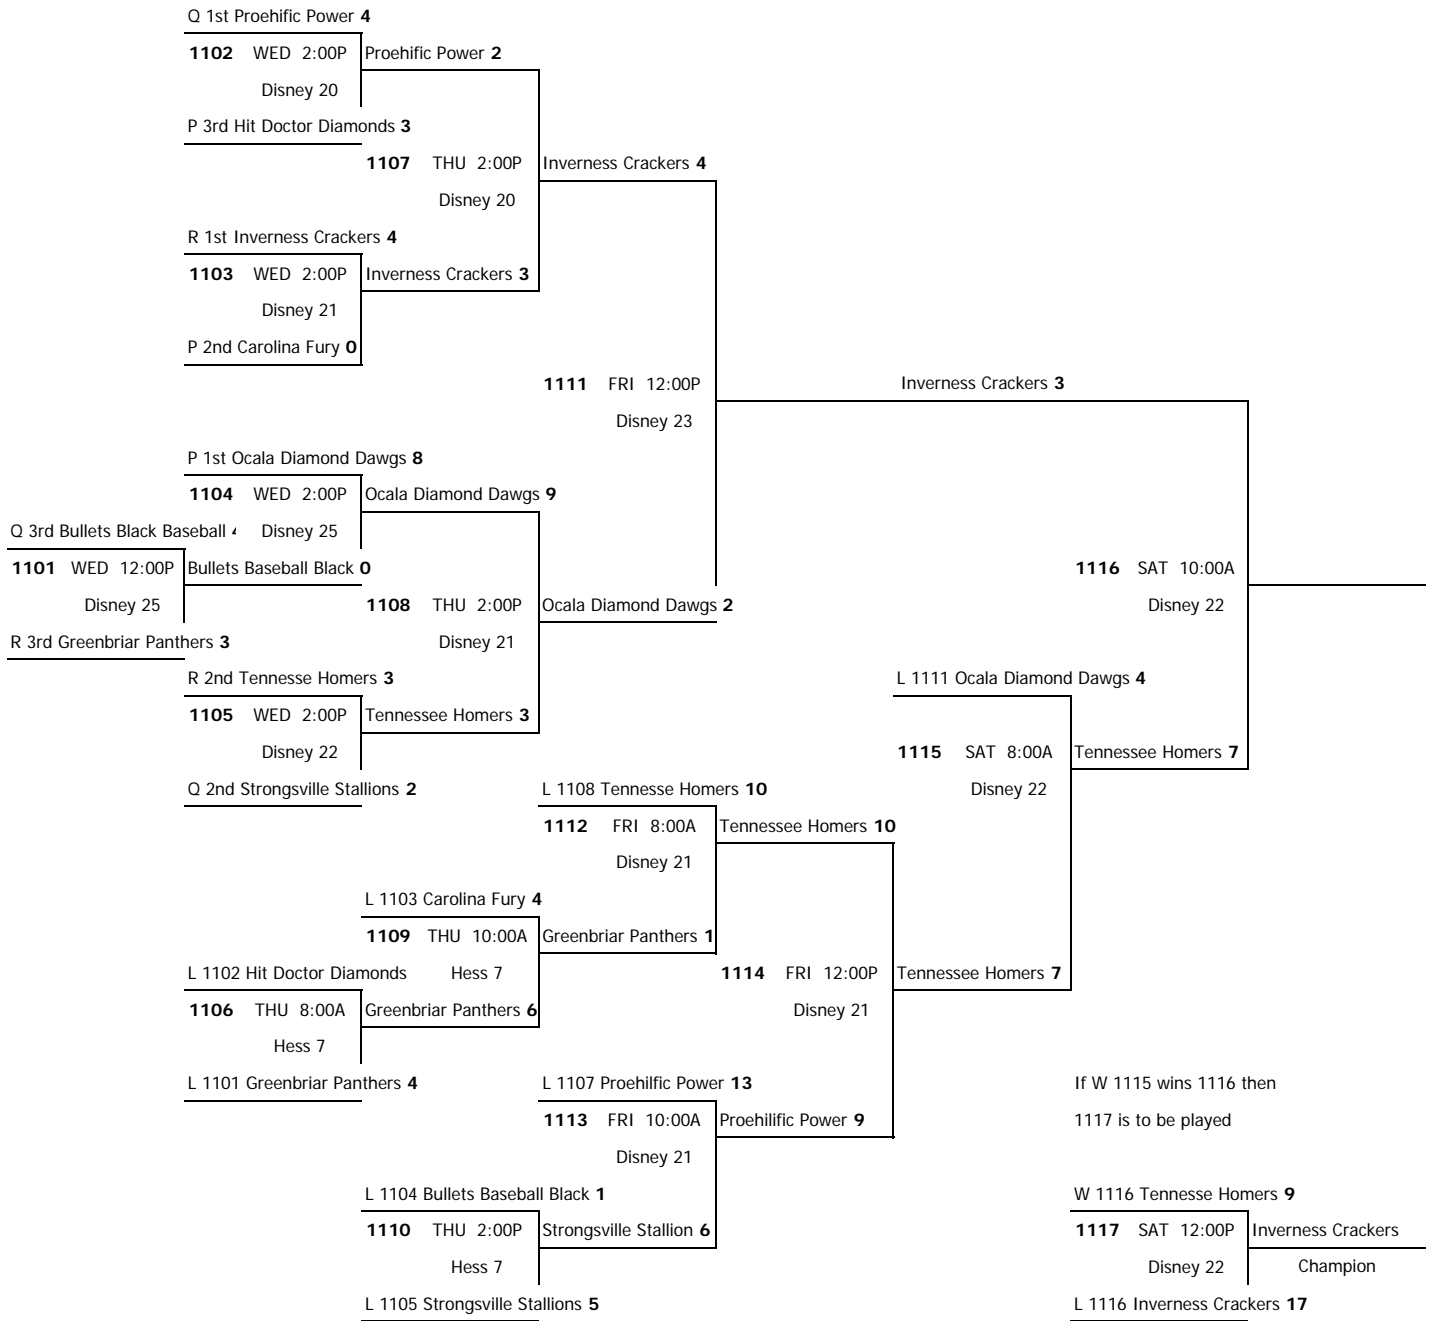 Q 1st Proehific Power 4
1102 WED 2:00P Proehific Power 2
Disney 20
P 3rd Hit Doctor Diamonds 3
1107 THU 2:00P Inverness Crackers 4
Disney 20
R 1st Inverness Crackers 4
1103 WED 2:00P Inverness Crackers 3
Disney 21
P 2nd Carolina Fury 0
1111 FRI 12:00P Inverness Crackers 3
Disney 23
P 1st Ocala Diamond Dawgs 8
1104 WED 2:00P Ocala Diamond Dawgs 9
Q 3rd Bullets Black Baseball Disney 25
1101 WED 12:00P Bullets Baseball Black 0 1116 SAT 10:00A
Disney 25 1108 THU 2:00P Ocala Diamond Dawgs 2 Disney 22
R 3rd Greenbriar Panthers 3 Disney 21
R 2nd Tennesse Homers 3 L 1111 Ocala Diamond Dawgs 4
1105 WED 2:00P Tennessee Homers 3
Disney 22 1115 SAT 8:00A Tennessee Homers 7
Q 2nd Strongsville Stallions 2 L 1108 Tennesse Homers 10 Disney 22
1112 FRI 8:00A Tennessee Homers 10
Disney 21
L 1103 Carolina Fury 4
1109 THU 10:00A Greenbriar Panthers 1
L 1102 Hit Doctor Diamonds Hess 7 1114 FRI 12:00P Tennessee Homers 7
1106 THU 8:00A Greenbriar Panthers 6 Disney 21
Hess 7
L 1101 Greenbriar Panthers 4 L 1107 Proehilfic Power 13 If W 1115 wins 1116 then
1113 FRI 10:00A Proehilific Power 9 1117 is to be played
Disney 21
L 1104 Bullets Baseball Black 1 W 1116 Tennesse Homers 9
1110 THU 2:00P Strongsville Stallion 6 1117 SAT 12:00P Inverness Crackers
Hess 7 Disney 22 Champion
L 1105 Strongsville Stallions 5 L 1116 Inverness Crackers 17